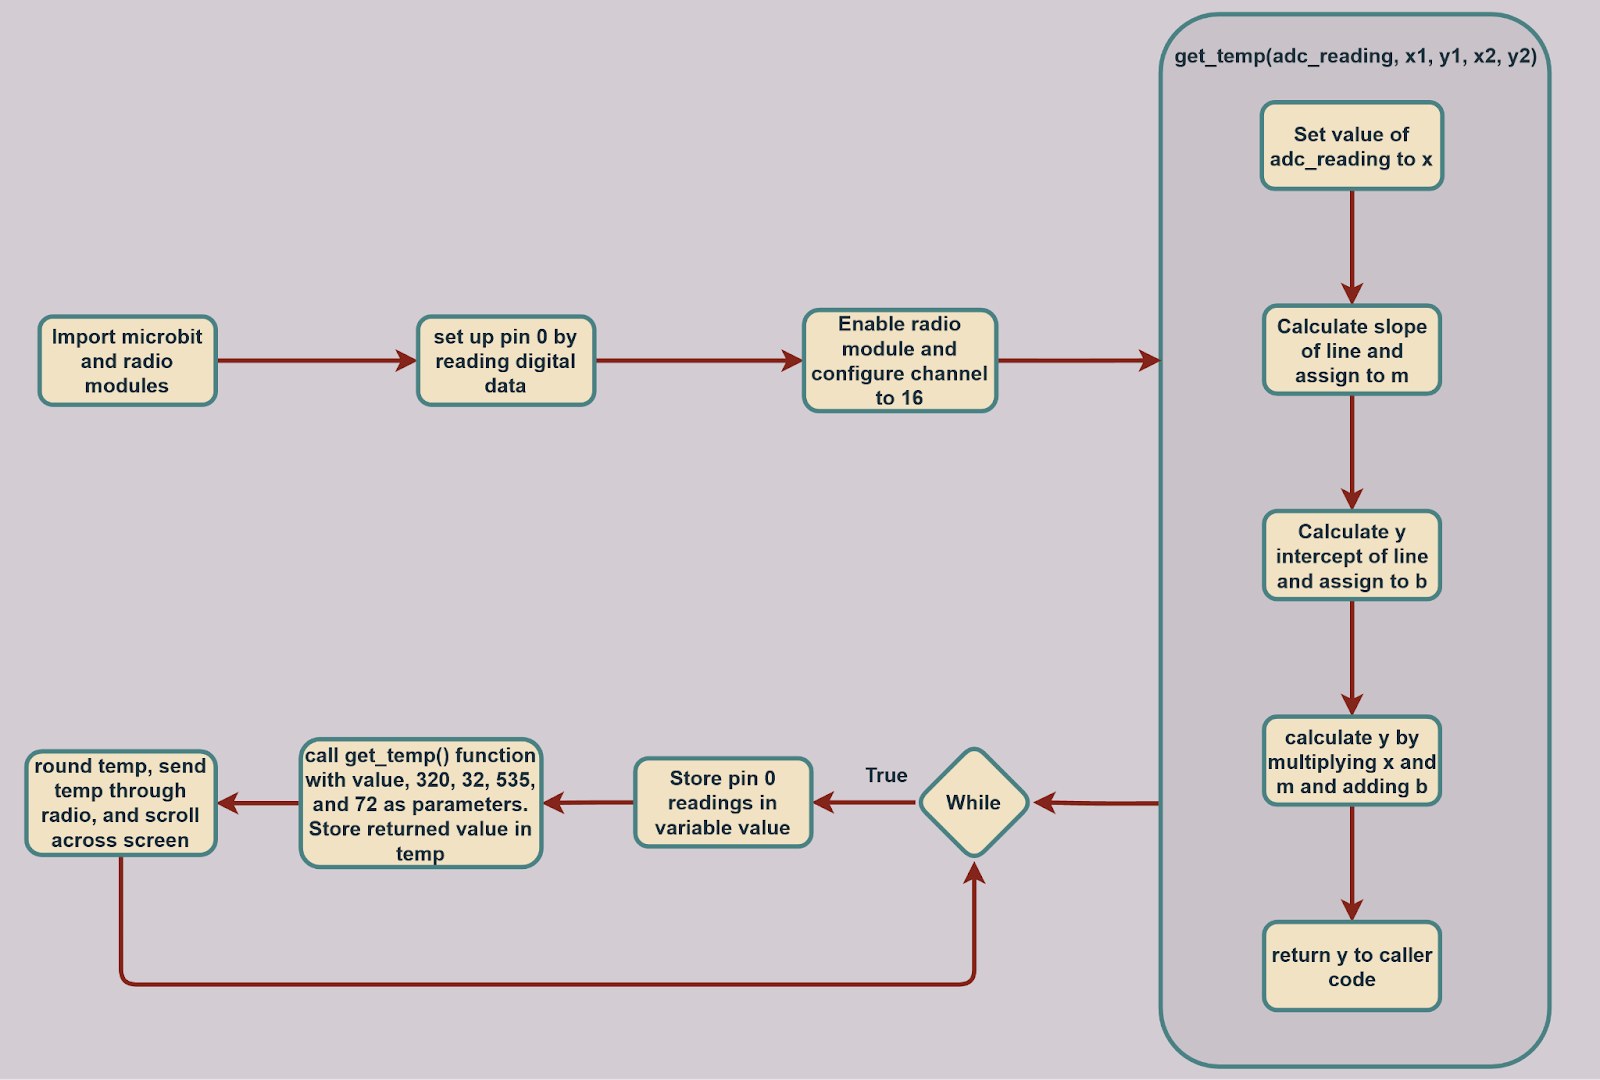 get_temp(adc_reading, x1, y1, x2, y2)
Set value of
adc_reading to x
Import microbit
and radio
modules
set up pin 0 by
reading digital
data
Enable radio
module and
configure channel
to 16
Calculate slope
of line and
assign to m
Calculate y
intercept of line
and assign to b
calculate y by
multiplying x and
m and adding b
return y to caller
code
While
True
Store pin 0
readings in
variable value
call get_temp() function
with value, 320, 32, 535,
and 72 as parameters.
Store returned value in
temp
round temp, send
temp through
radio, and scroll
across screen